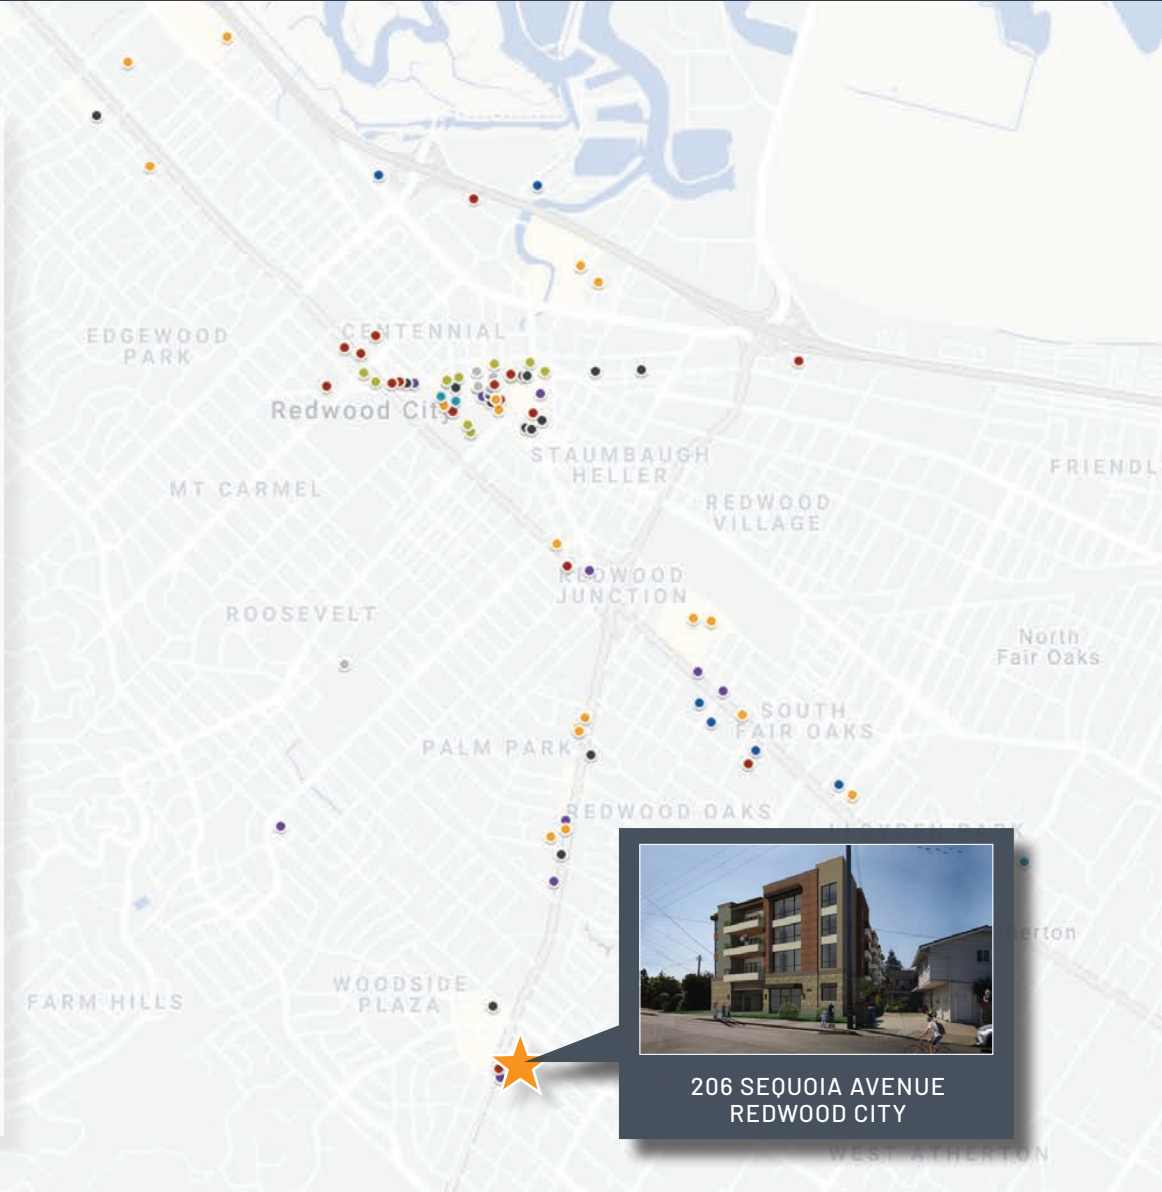 EDGEWOOD
PARK
CENTENNIAL
Redwood City
STAUMBAUGH
HELLER
FRIENDL
MT CARMEL
REDWOOD
VILLAGE
REDWOOD
JUNCTION
ROOSEVELT
North
Fair Oaks
SOUTH
FAIR OAKS
PALM PARK
REDWOOD OAKS
herton
WOODSIDE
PLAZA
FARM HILLS
206 SEQUOIA AVENUE
REDWOOD CITY
WEST ATHERTON